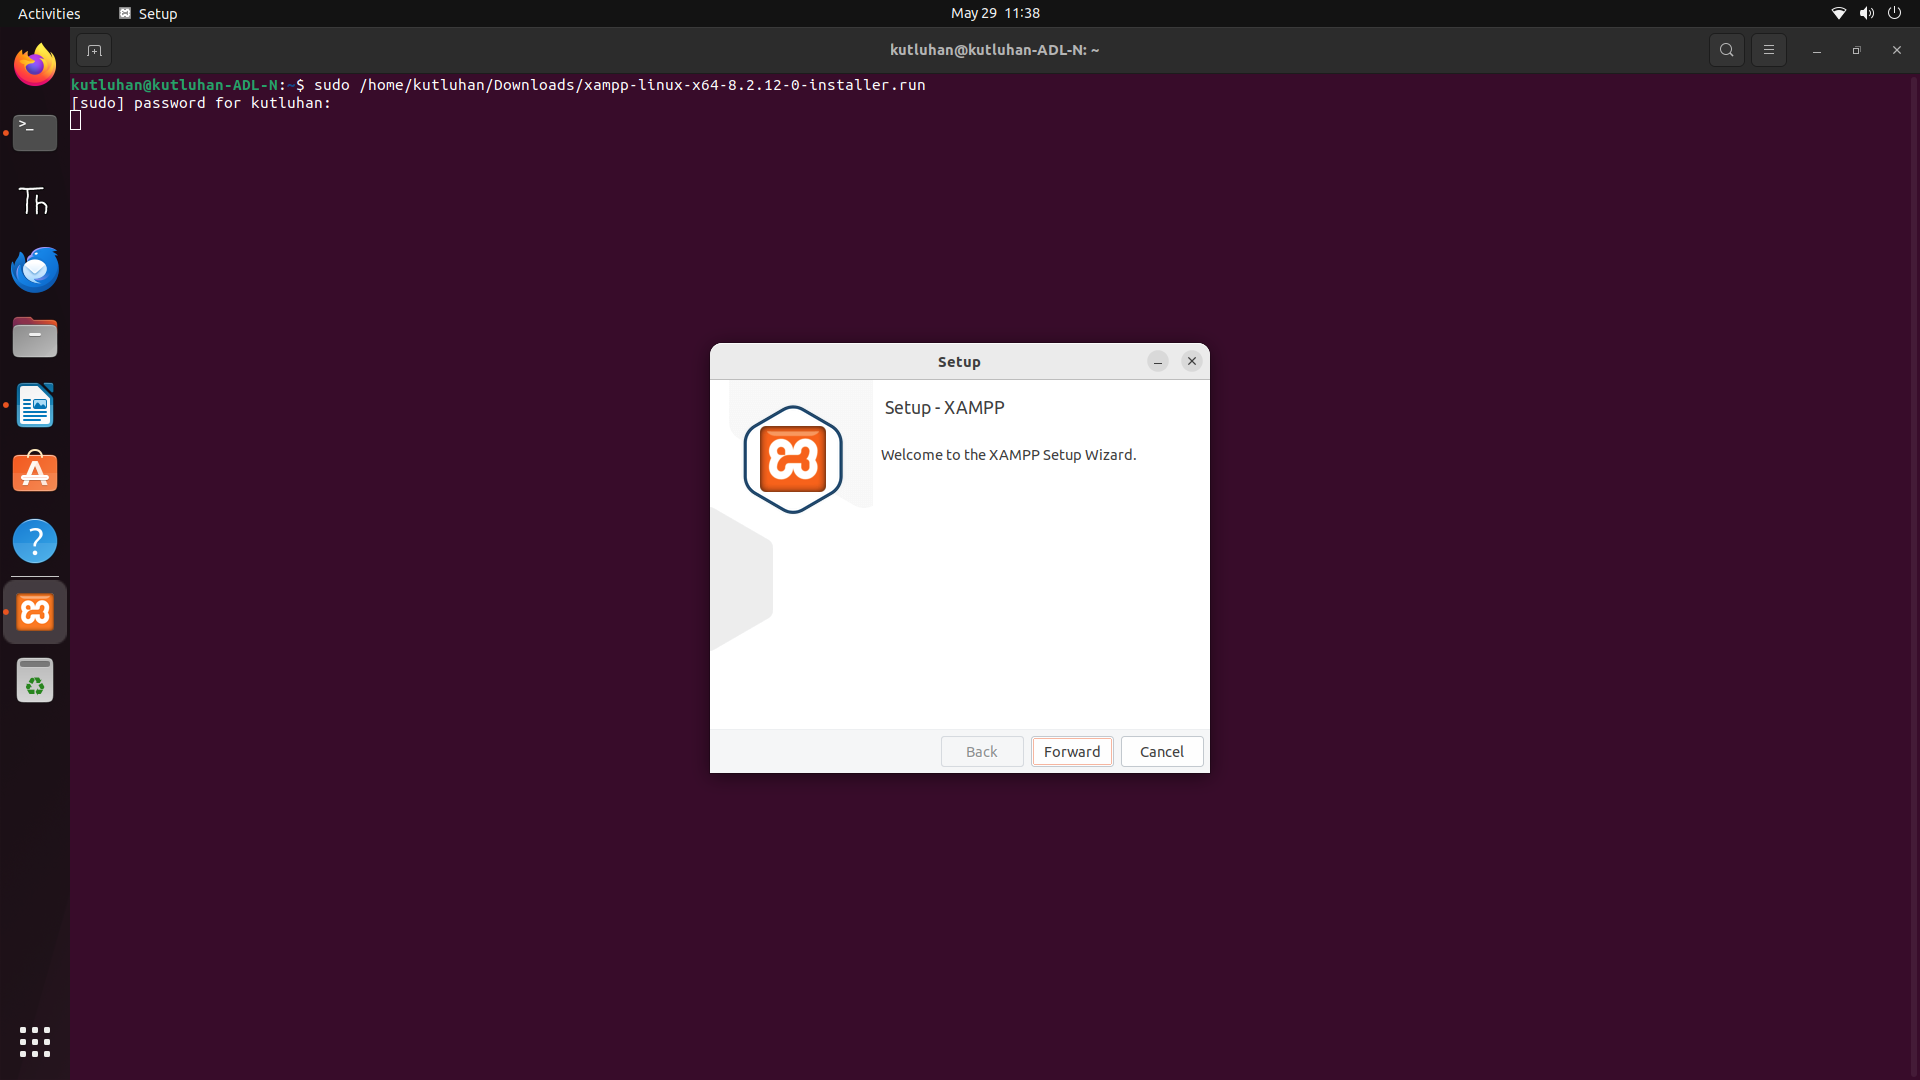 Activities
Setup
May 29 11:38
kutluhan@kutluhan-ADL-N: ~
kutluhan@kutluhan-ADL-N:~$ sudo /home/kutluhan/Downloads/xampp-linux-x64-8.2.12-0-installer.run
[sudo] password for kutluhan:
>_
Th
?
Setup
Setup - XAMPP
Welcome to the XAMPP Setup Wizard.
Back
Forward
Cancel